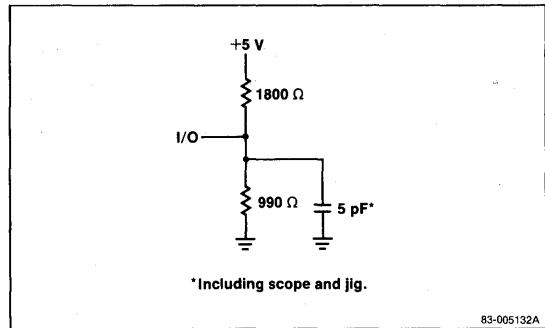 +5 V
1800 Ω
I/O
990 Ω
5 pF*
*Including scope and jig.
83-005132A